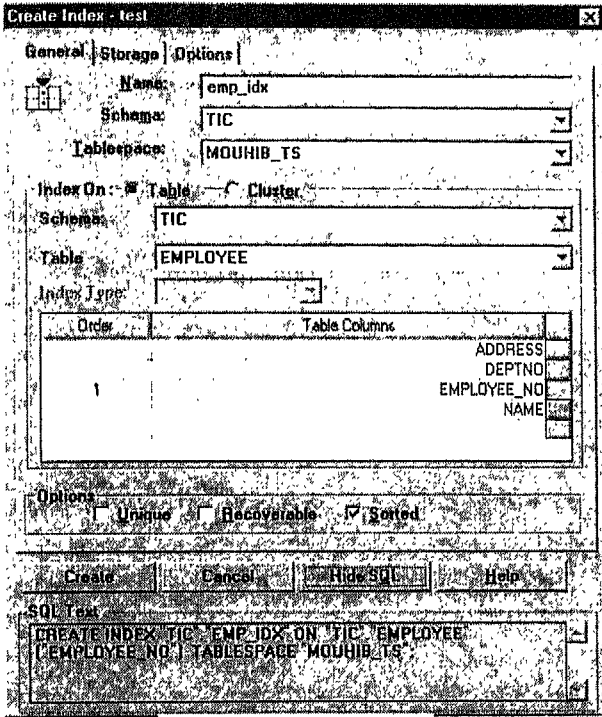 Create Index - test
General Storage Options
Name: emp_idx
Schema: TIC
Tablespace: MOUHIB_TS
Index On: Table Cluster
Schema: TIC
Table EMPLOYEE
Index Type:
Order Table Columns
ADDRESS
DEPTNO
1 EMPLOYEE_NO
NAME
Options
Unique Recoverable Sorted
Create Cancel Hide SQL Help
SQL Text
CREATE INDEX "TIC"."EMP_IDX" ON "TIC"."EMPLOYEE"
("EMPLOYEE_NO") TABLESPACE "MOUHIB_TS"